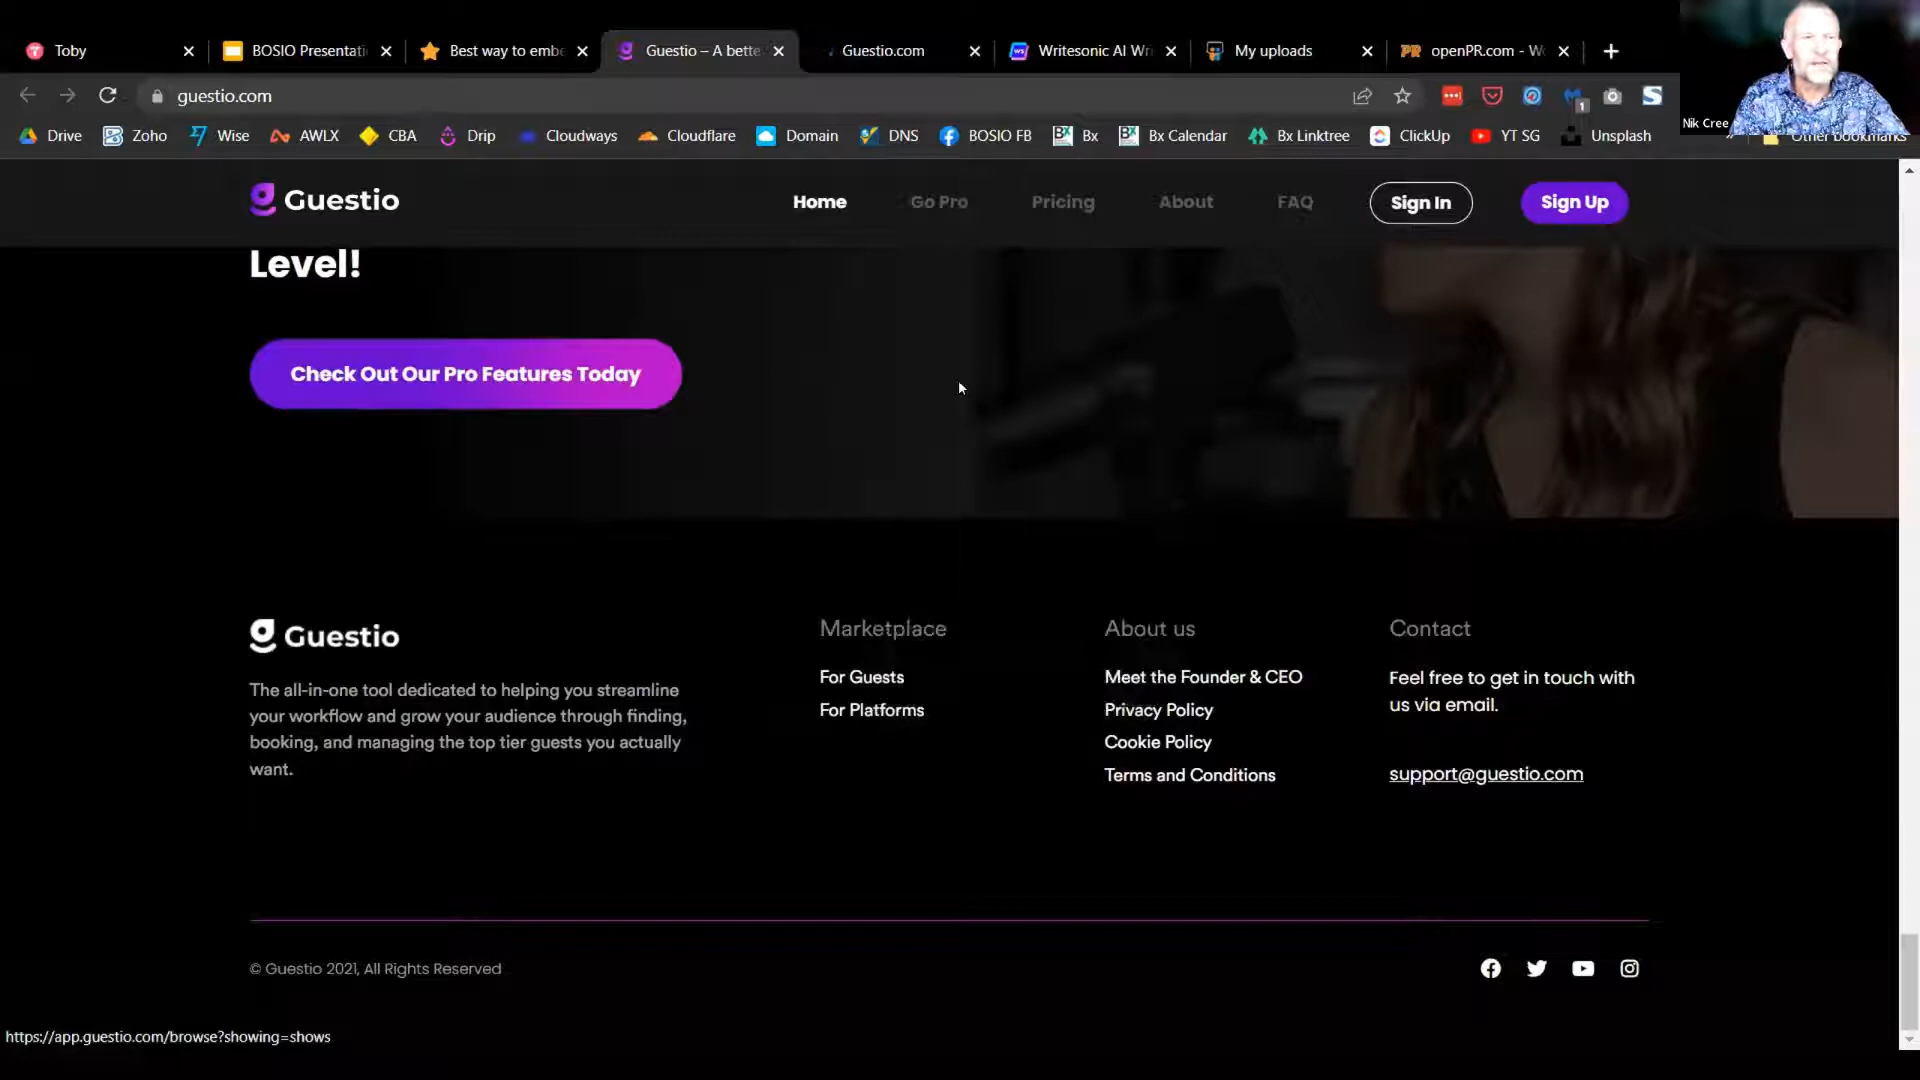 Toby
BOSIO Presentati
Best way to embe
Guestio – A bette
Guestio.com
Writesonic AI Wri
My uploads
openPR.com - Wo
guestio.com
1
Nik Cree
Drive
Zoho
Wise
AWLX
CBA
Drip
Cloudways
Cloudflare
Domain
DNS
BOSIO FB
Bx
Bx Calendar
Bx Linktree
ClickUp
YT SG
Unsplash
Other bookmarks
Guestio
Home
Go Pro
Pricing
About
FAQ
Sign In
Sign Up
Level!
Check Out Our Pro Features Today
Guestio
The all-in-one tool dedicated to helping you streamline
your workflow and grow your audience through finding,
booking, and managing the top tier guests you actually
want.
Marketplace
For Guests
For Platforms
About us
Meet the Founder & CEO
Privacy Policy
Cookie Policy
Terms and Conditions
Contact
Feel free to get in touch with
us via email.
support@guestio.com
© Guestio 2021, All Rights Reserved
https://app.guestio.com/browse?showing=shows